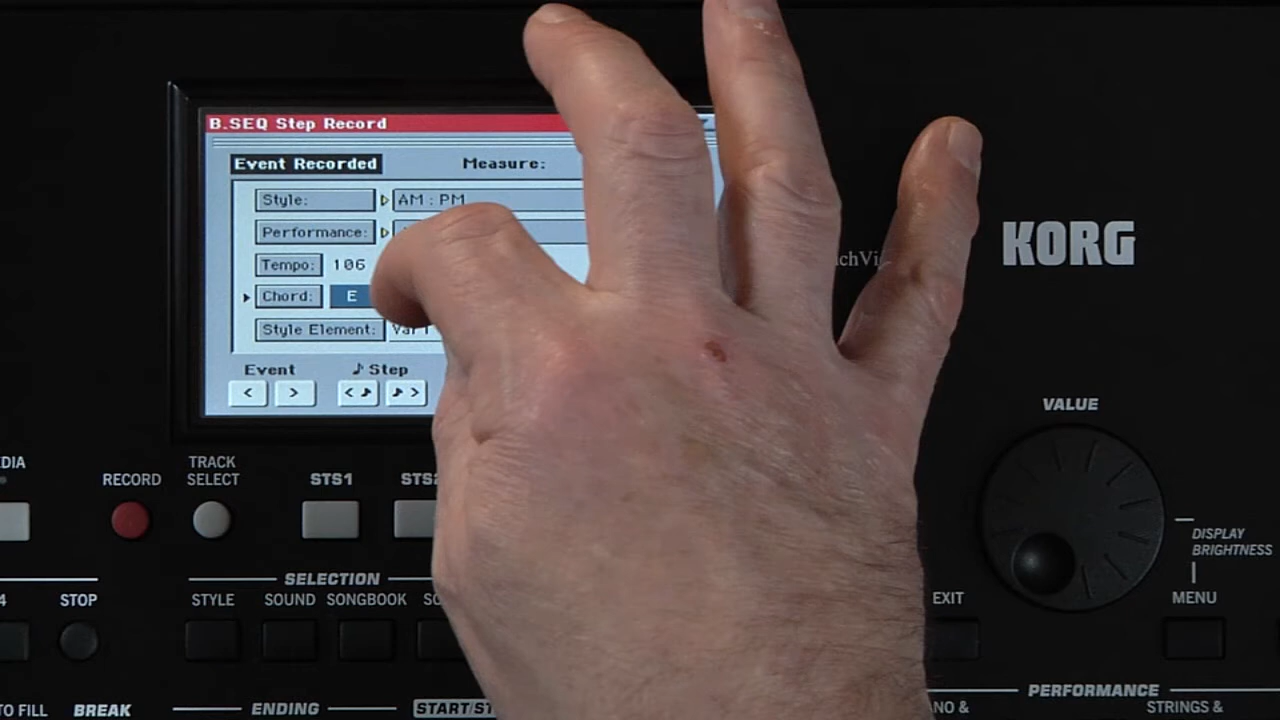 B.SEQ Step Record
Event Recorded
Measure:
Style:
AM : PM
Performance:
Tempo:
106
Chord:
E
Style Element:
Event
♪ Step
<
>
< ♪
♪ >
KORG
VALUE
TRACK
SELECT
RECORD
STS1
DISPLAY
BRIGHTNESS
SELECTION
STOP
STYLE
SOUND
SONGBOOK
EXIT
MENU
PERFORMANCE
FILL
BREAK
ENDING
STRINGS &